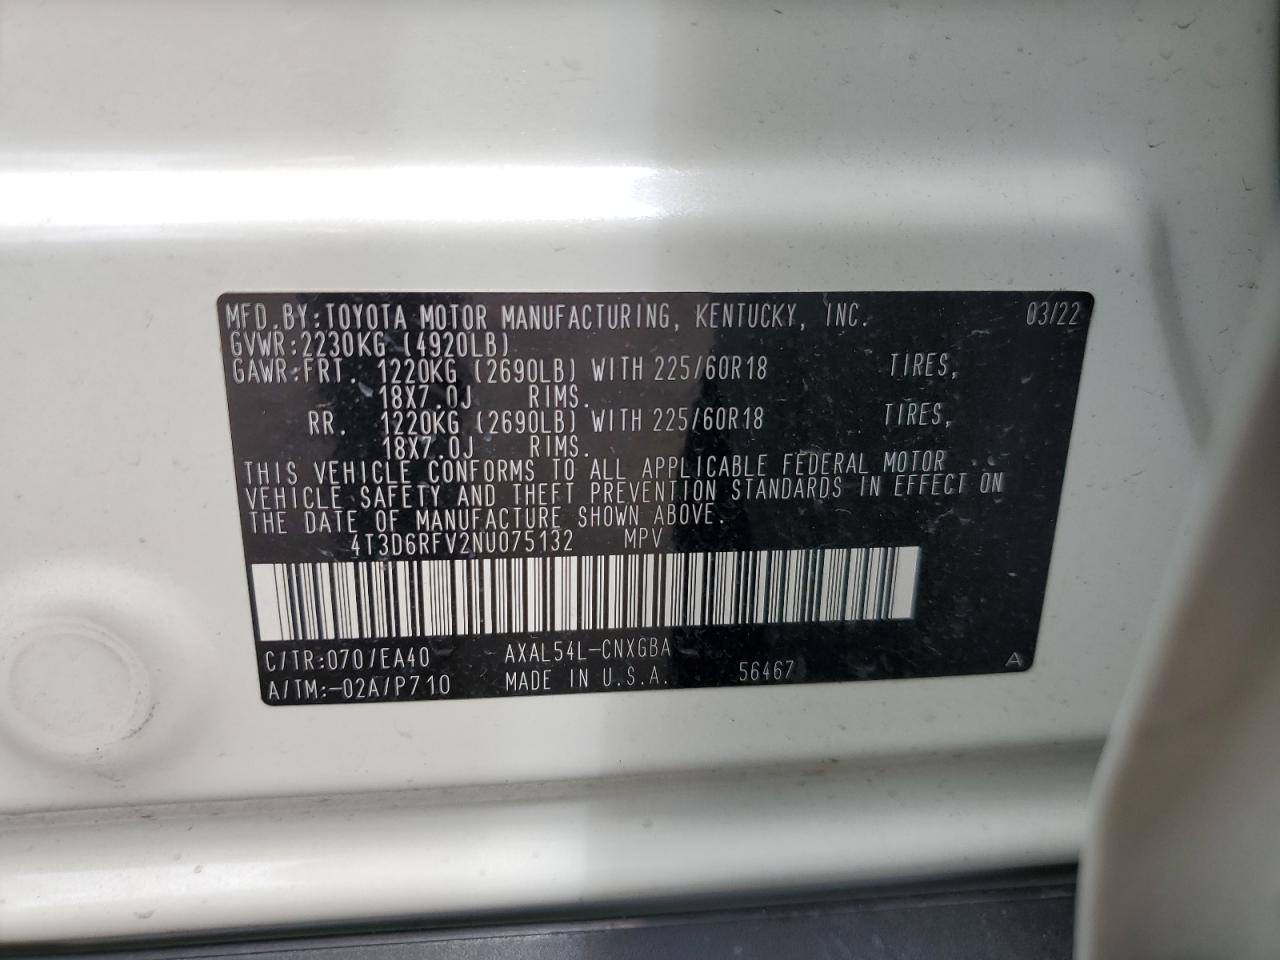 MFD.BY:TOYOTA MOTOR MANUFACTURING, KENTUCKY, INC. 03/22
GVWR:2230KG (4920LB)
GAWR:FRT. 1220KG (2690LB) WITH 225/60R18 TIRES,
18X7.0J RIMS.
RR. 1220KG (2690LB) WITH 225/60R18 TIRES,
18X7.0J RIMS.
THIS VEHICLE CONFORMS TO ALL APPLICABLE FEDERAL MOTOR
VEHICLE SAFETY AND THEFT PREVENTION STANDARDS IN EFFECT ON
THE DATE OF MANUFACTURE SHOWN ABOVE.
4T3D6RFV2NU075132 MPV
C/TR:070/EA40 AXAL54L-CNXGBA
A/TM:-02A/P710 MADE IN U.S.A. 56467 A